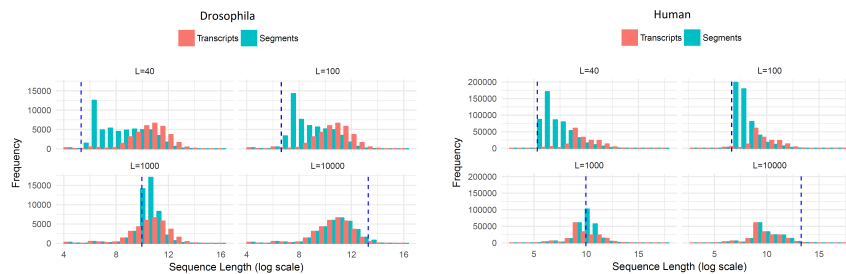 Drosophila
Transcripts Segments
L=40 L=100
15000
10000
5000
0
L=1000 L=10000
15000
10000
5000
0
4 8 12 16 4 8 12 16
Frequency
Sequence Length (log scale)
Human
Transcripts Segments
L=40 L=100
200000
150000
100000
50000
0
L=1000 L=10000
200000
150000
100000
50000
0
5 10 15 5 10 15
Frequency
Sequence Length (log scale)